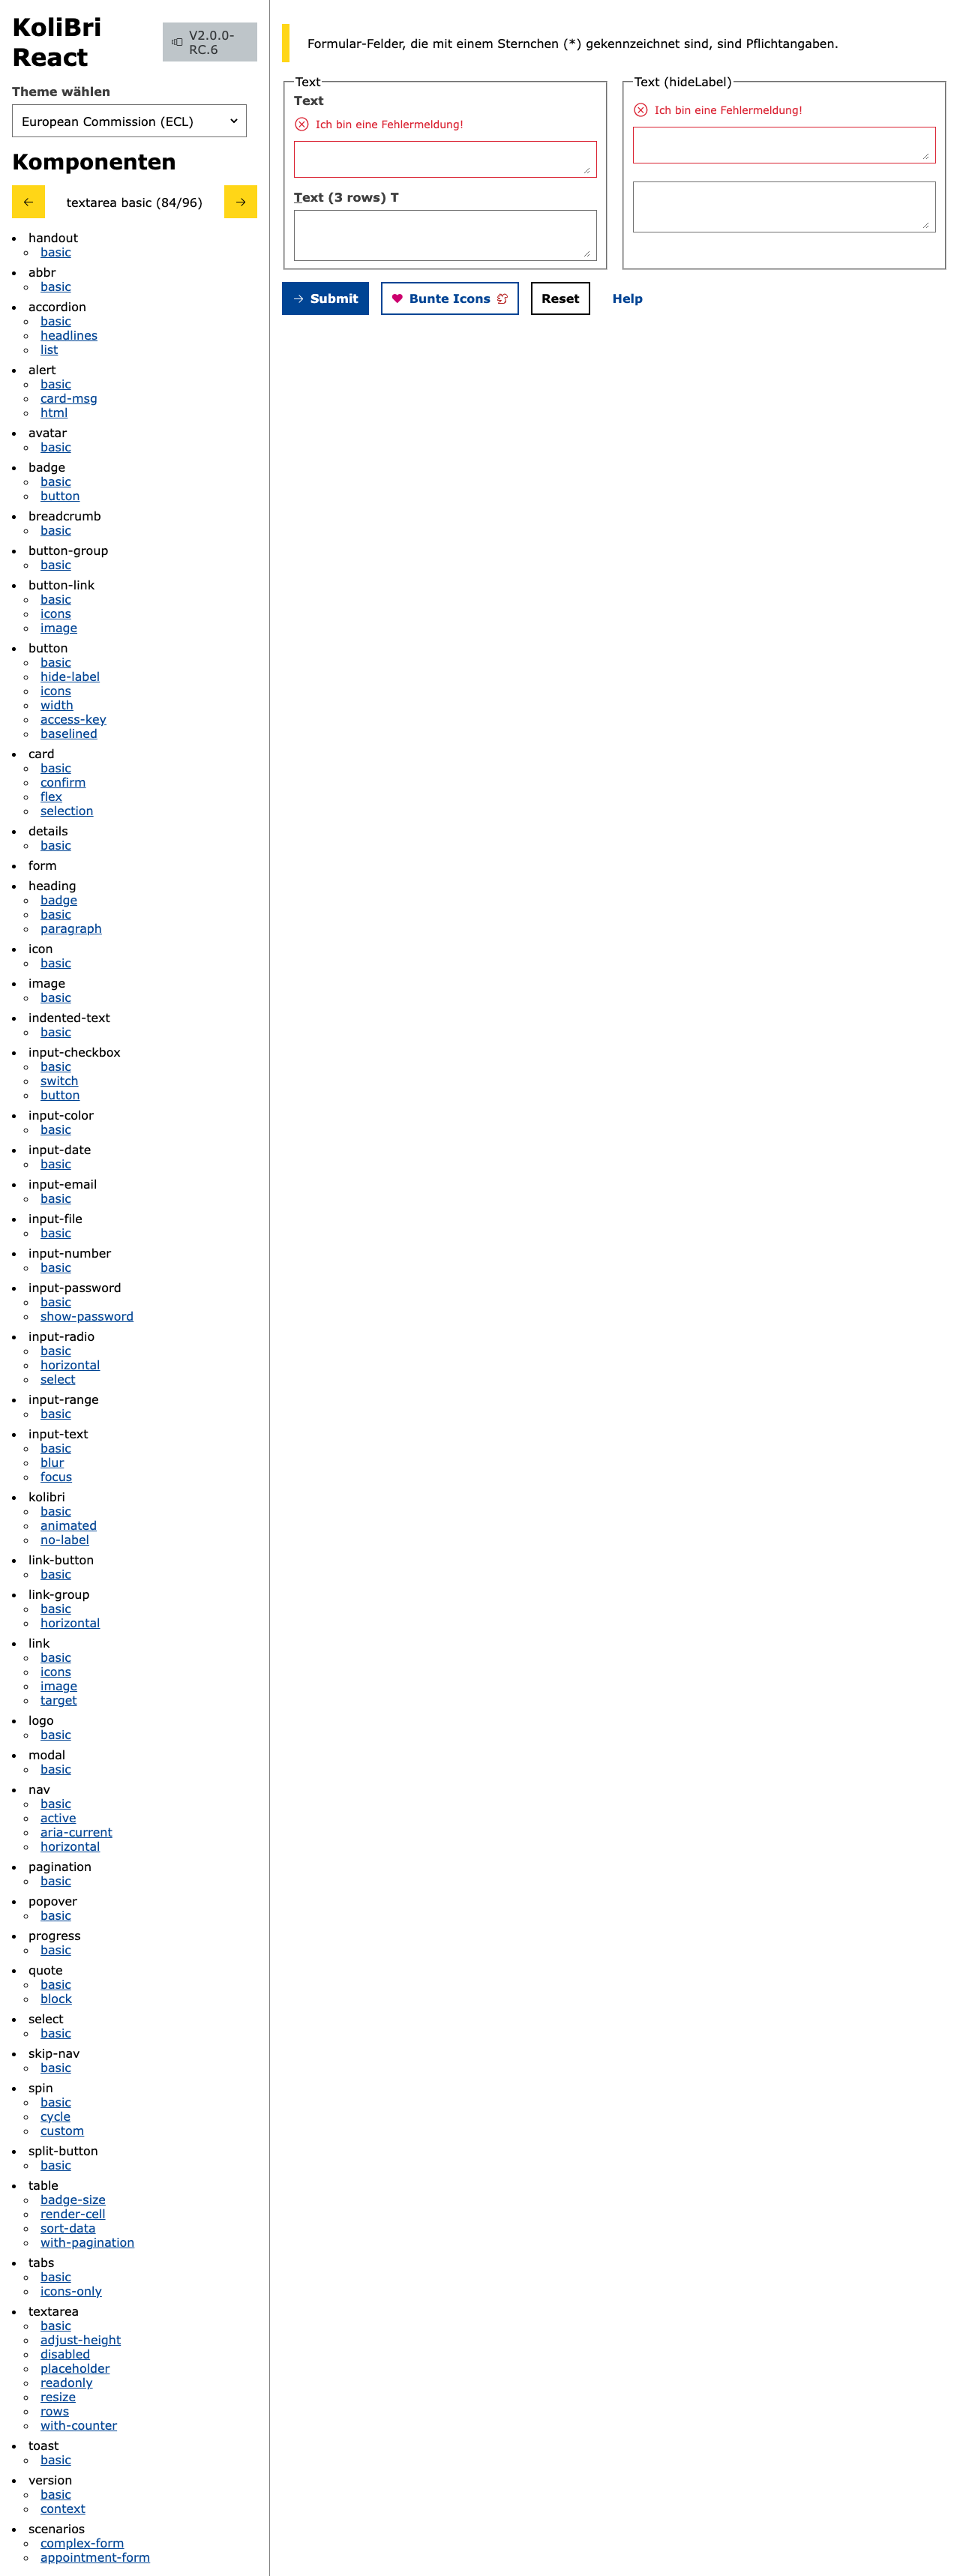 KoliBri
React
V2.0.0-
RC.6
Theme wählen
European Commission (ECL)
Komponenten
textarea basic (84/96)
handout
basic
abbr
basic
accordion
basic
headlines
list
alert
basic
card-msg
html
avatar
basic
badge
basic
button
breadcrumb
basic
button-group
basic
button-link
basic
icons
image
button
basic
hide-label
icons
width
access-key
baselined
card
basic
confirm
flex
selection
details
basic
form
heading
badge
basic
paragraph
icon
basic
image
basic
indented-text
basic
input-checkbox
basic
switch
button
input-color
basic
input-date
basic
input-email
basic
input-file
basic
input-number
basic
input-password
basic
show-password
input-radio
basic
horizontal
select
input-range
basic
input-text
basic
blur
focus
kolibri
basic
animated
no-label
link-button
basic
link-group
basic
horizontal
link
basic
icons
image
target
logo
basic
modal
basic
nav
basic
active
aria-current
horizontal
pagination
basic
popover
basic
progress
basic
quote
basic
block
select
basic
skip-nav
basic
spin
basic
cycle
custom
split-button
basic
table
badge-size
render-cell
sort-data
with-pagination
tabs
basic
icons-only
textarea
basic
adjust-height
disabled
placeholder
readonly
resize
rows
with-counter
toast
basic
version
basic
context
scenarios
complex-form
appointment-form
Formular-Felder, die mit einem Sternchen (*) gekennzeichnet sind, sind Pflichtangaben.
Text
Text
Ich bin eine Fehlermeldung!
Text (3 rows) T
Text (hideLabel)
Ich bin eine Fehlermeldung!
Submit
Bunte Icons
Reset
Help